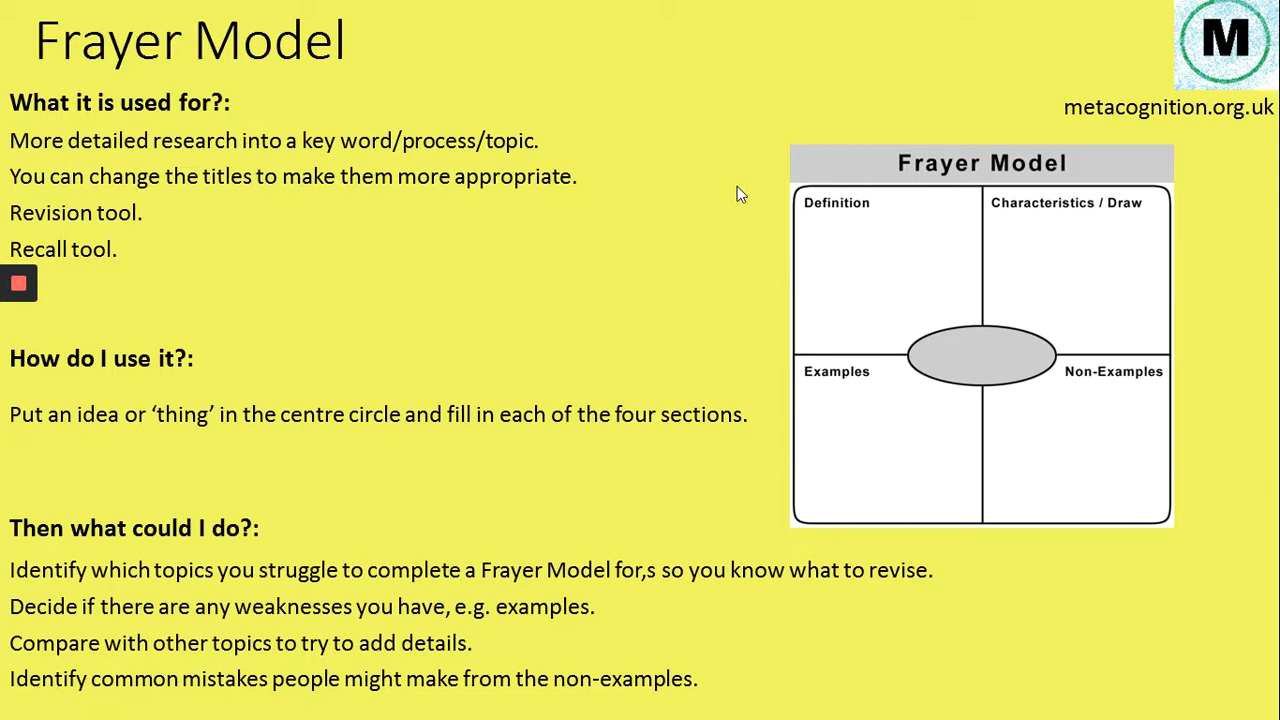 Frayer Model
M
metacognition.org.uk
What it is used for?:
More detailed research into a key word/process/topic.
You can change the titles to make them more appropriate.
Revision tool.
Recall tool.
How do I use it?:
Put an idea or ‘thing’ in the centre circle and fill in each of the four sections.
Then what could I do?:
Identify which topics you struggle to complete a Frayer Model for,s so you know what to revise.
Decide if there are any weaknesses you have, e.g. examples.
Compare with other topics to try to add details.
Identify common mistakes people might make from the non-examples.
Frayer Model
Definition
Characteristics / Draw
Examples
Non-Examples